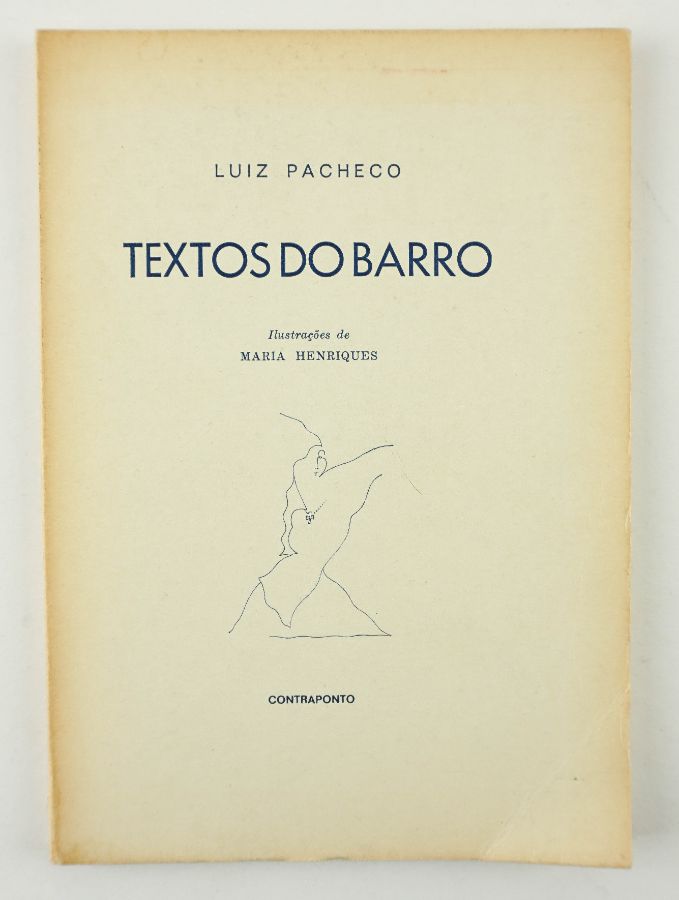 LUIZ PACHECO
TEXTOS DO BARRO
Ilustrações de
MARIA HENRIQUES
CONTRAPONTO